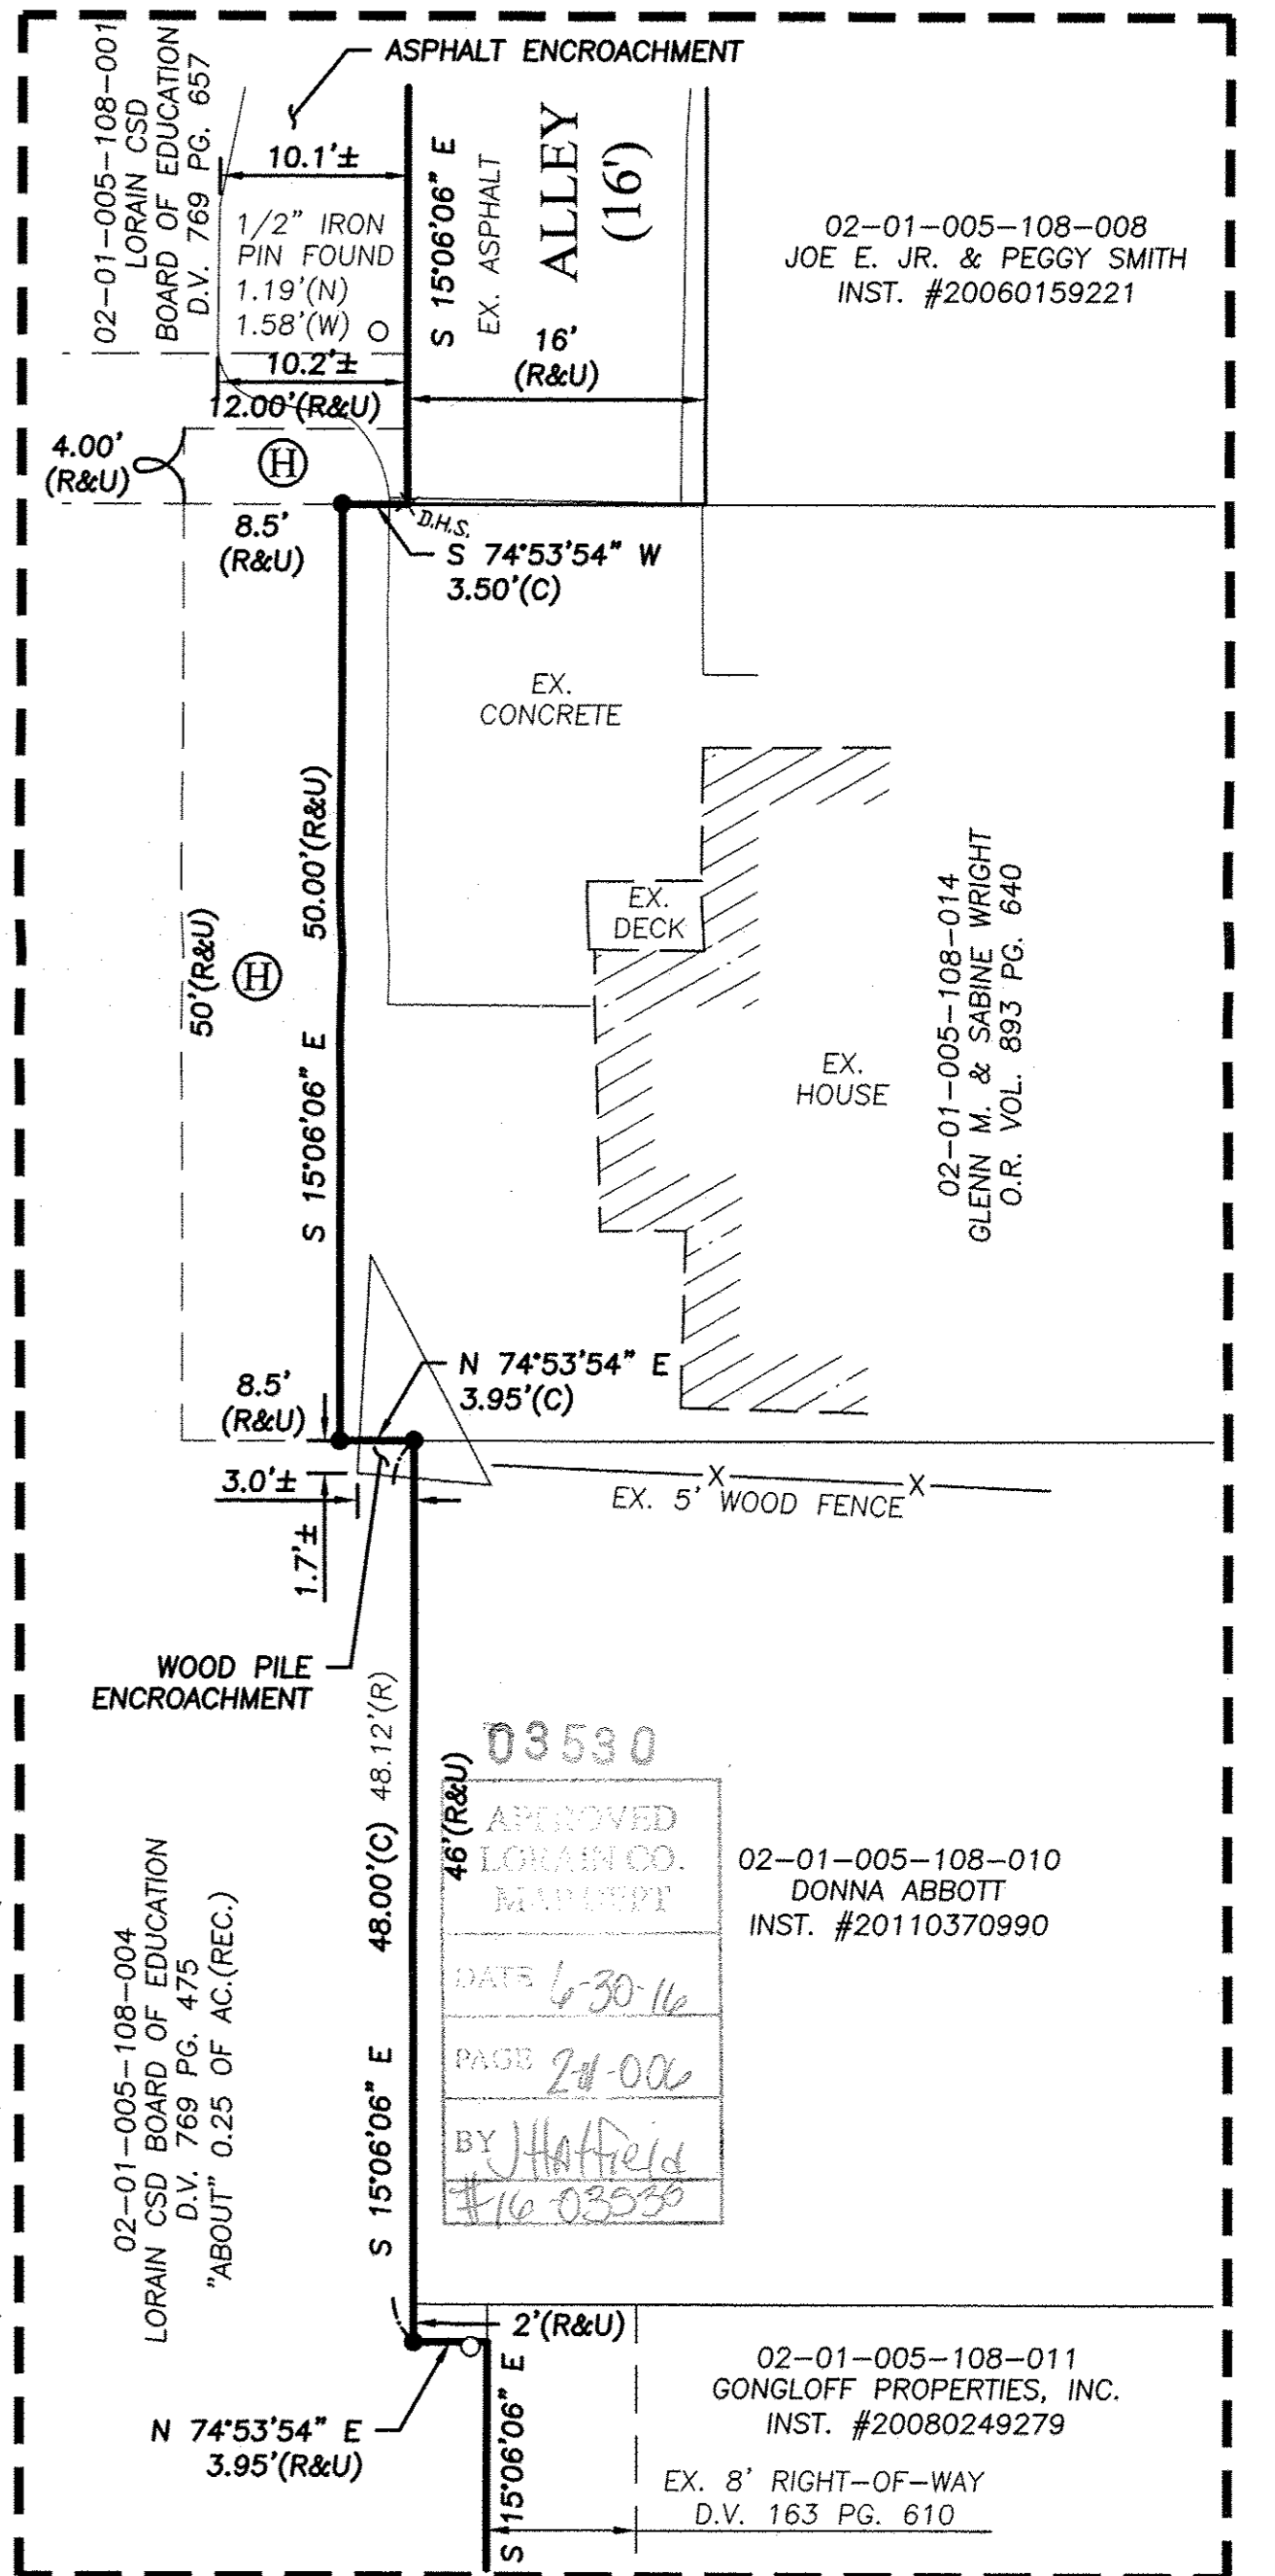 ASPHALT ENCROACHMENT
02-01-005-108-001
LORAIN CSD
BOARD OF EDUCATION
D.V. 769 PG. 657
10.1'±
1/2" IRON
PIN FOUND
1.19'(N)
1.58'(W)
S 15°06'06" E
EX. ASPHALT
ALLEY
(16')
02-01-005-108-008
JOE E. JR. & PEGGY SMITH
INST. #20060159221
16'
(R&U)
10.2'±
12.00'(R&U)
4.00'
(R&U)
H
8.5'
(R&U)
D.H.S.
S 74°53'54" W
3.50'(C)
EX.
CONCRETE
50.00'(R&U)
S 15°06'06" E
50'(R&U)
H
EX.
DECK
EX.
HOUSE
02-01-005-108-014
GLENN M. & SABINE WRIGHT
O.R. VOL. 893 PG. 640
N 74°53'54" E
3.95'(C)
8.5'
(R&U)
3.0'±
1.7'±
X
X
EX. 5' WOOD FENCE
WOOD PILE
ENCROACHMENT
48.00'(C) 48.12'(R)
S 15°06'06" E
46'(R&U)
03530
APPROVED
LORAIN CO.
MAP DEPT
DATE 6-30-16
PAGE
BY JHatfield
02-01-005-108-010
DONNA ABBOTT
INST. #20110370990
02-01-005-108-004
LORAIN CSD BOARD OF EDUCATION
D.V. 769 PG. 475
"ABOUT" 0.25 OF AC.(REC.)
2'(R&U)
N 74°53'54" E
3.95'(R&U)
S 15°06'06" E
02-01-005-108-011
GONGLOFF PROPERTIES, INC.
INST. #20080249279
EX. 8' RIGHT-OF-WAY
D.V. 163 PG. 610